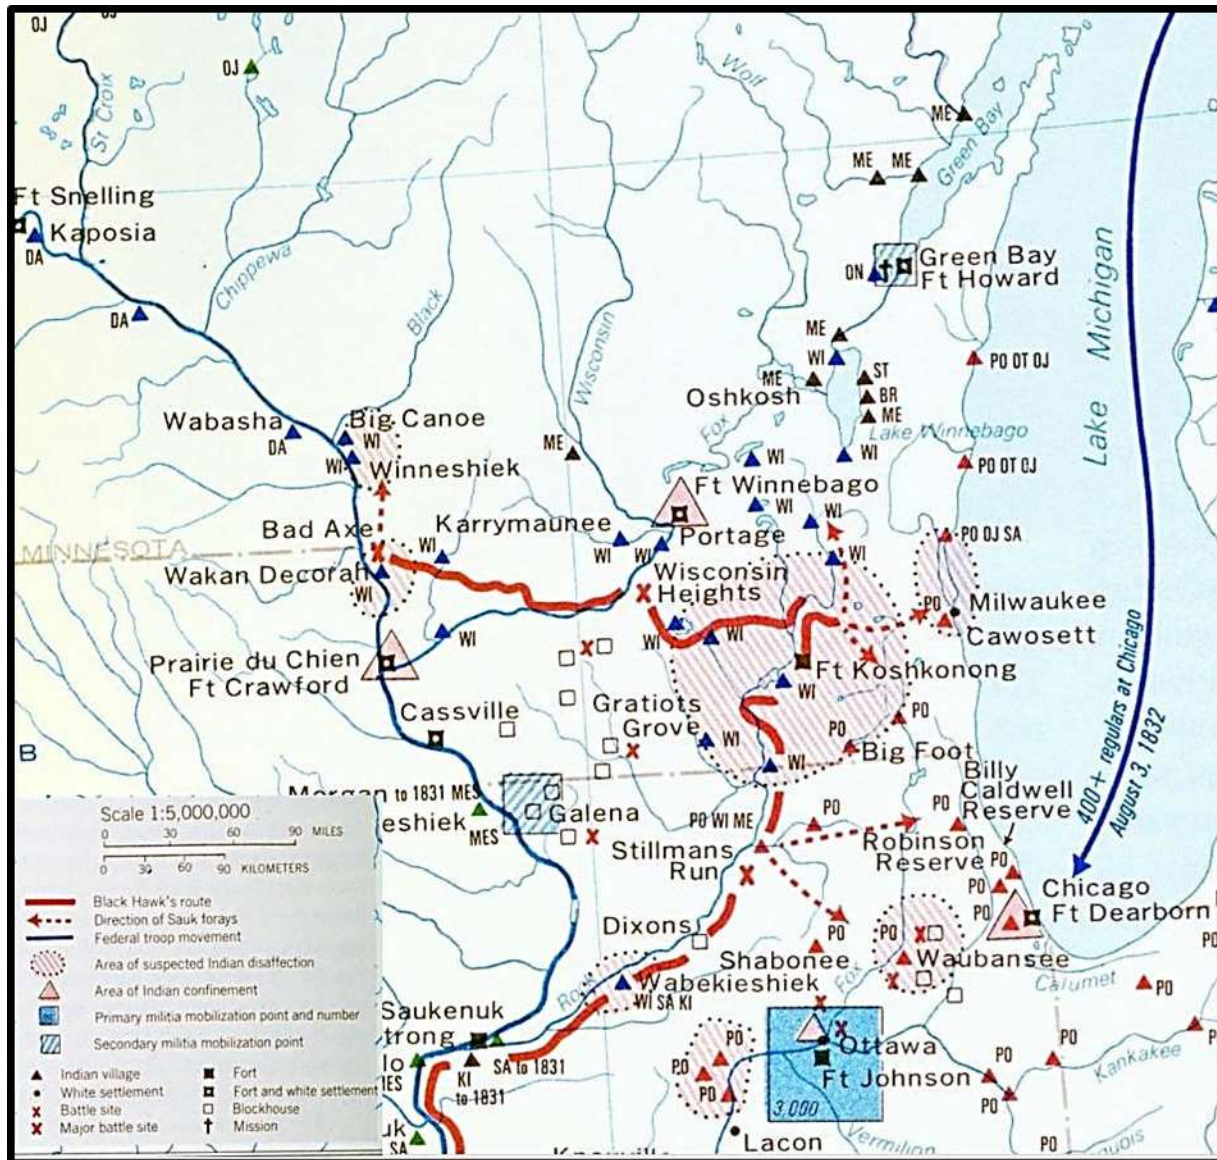 OJ
OJ
St Croix
Wolf
ME
Green Bay
ME
ME
Ft Snelling
Kaposia
DA
Chippewa
Black
Wisconsin
DA
ON
Green Bay
Ft Howard
Lake Michigan
ME
WI
PO OT OJ
ME
ST
BR
ME
Oshkosh
Fox
Lake Winnebago
Wabasha
DA
Big Canoe
WI
WI
Winneshiek
ME
WI
WI
PO OT OJ
Ft Winnebago
WI
WI
Bad Axe
Karrymaunee
Portage
PO OJ SA
MINNESOTA
WI
WI
WI
WI
Wakan Decorah
WI
Wisconsin
Heights
PO
Milwaukee
Cawosett
WI
WI
WI
Prairie du Chien
Ft Crawford
Ft Koshkonong
WI
Cassville
Gratiots
Grove
WI
PO
Big Foot
WI
B
400+ regulars at Chicago
August 3, 1832
Billy
Caldwell
Reserve
Morgan to 1831 MES
eshiek
MES
Galena
PO WI ME
PO
PO
Robinson
Reserve
PO
Stillmans
Run
PO
Chicago
Ft Dearborn
Dixons
PO
PO
Shabonee
Fox
Waubansee
PO
Calumet
PO
Rock
Wabekieshiek
WI SA KI
Saukenuk
trong
lo
MES
KI
to 1831
SA to 1831
Ottawa
Ft Johnson
3,000
PO
PO
PO
PO
PO
PO
Kankakee
PO
uk
SA
Lacon
Vermilion
quois
Knoxville
Scale 1:5,000,000
0 30 60 90 MILES
0 30 60 90 KILOMETERS
Black Hawk's route
Direction of Sauk forays
Federal troop movement
Area of suspected Indian disaffection
Area of Indian confinement
Primary militia mobilization point and number
Secondary militia mobilization point
Indian village
White settlement
Battle site
Major battle site
Fort
Fort and white settlement
Blockhouse
Mission